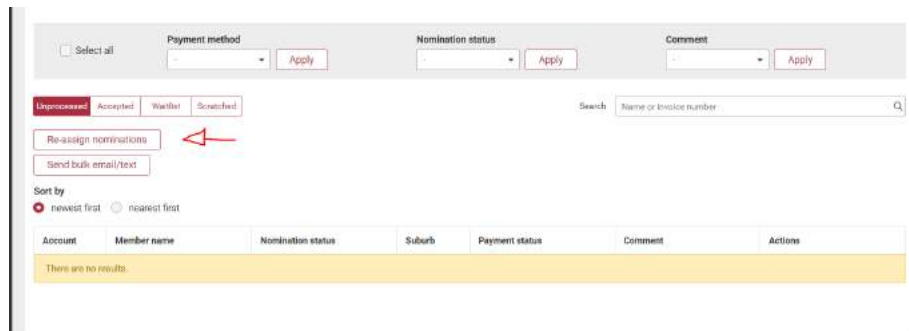 Select all
Payment method
-
Apply
Nomination status
-
Apply
Comment
-
Apply
Unprocessed Accepted Waitlist Scratched
Search Name or invoice number
Re-assign nominations
Send bulk email/text
Sort by
newest first nearest first
Account Member name Nomination status Suburb Payment status Comment Actions
There are no results.